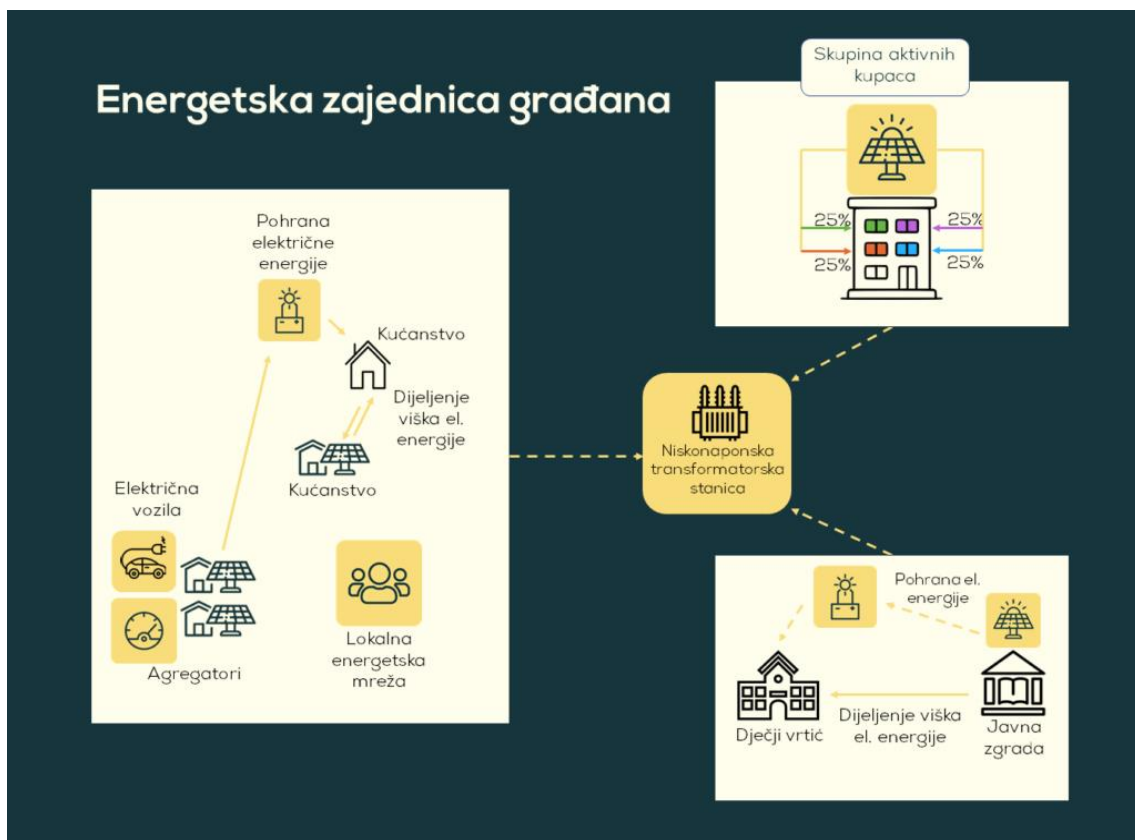 Energetska zajednica građana
Pohrana
električne
energije
Kućanstvo
Dijeljenje
viška el.
energije
Kućanstvo
Električna
vozila
Agregatori
Lokalna
energetska
mreža
Skupina aktivnih
kupaca
25%
25%
25%
25%
Niskonaponska
transformatorska
stanica
Pohrana el.
energije
Dječji vrtić
Dijeljenje viška
el. energije
Javna
zgrada